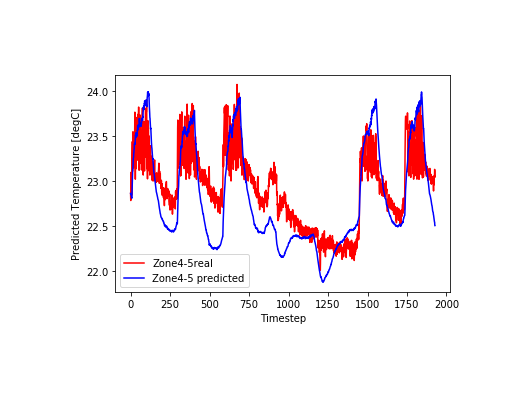 24.0
23.5
23.0
22.5
22.0
Predicted Temperature [degC]
Zone4-5real
Zone4-5 predicted
0 250 500 750 1000 1250 1500 1750 2000
Timestep